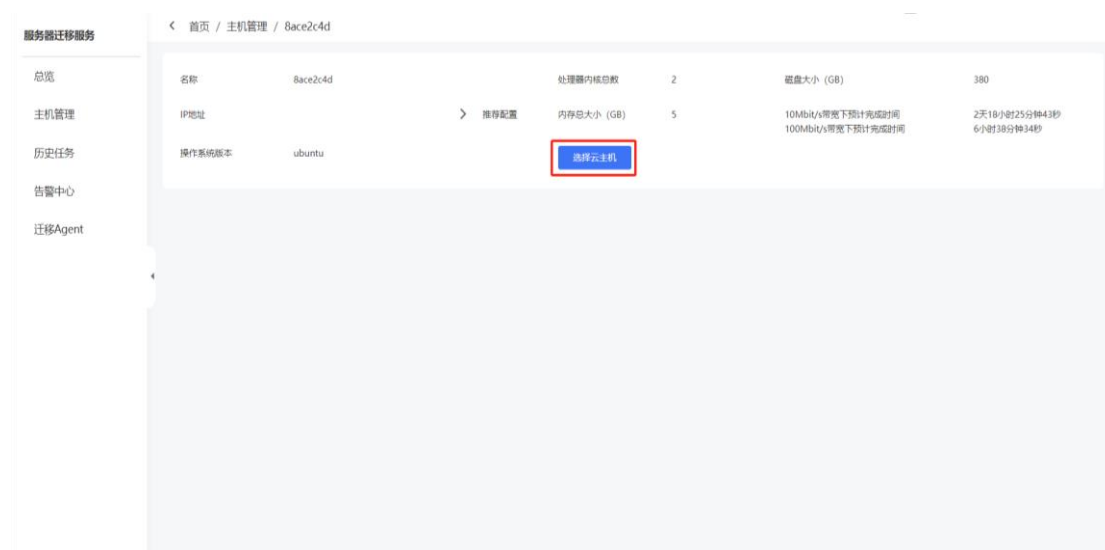 服务器迁移服务
总览
主机管理
历史任务
告警中心
迁移Agent
首页 / 主机管理 / 8ace2c4d
名称 8ace2c4d 处理器内核总数 2 磁盘大小 (GB) 380
IP地址 推荐配置 内存总大小 (GB) 5 10Mbit/s带宽下预计完成时间 2天18小时25分钟43秒
100Mbit/s带宽下预计完成时间 6小时38分钟34秒
操作系统版本 ubuntu 选择云主机